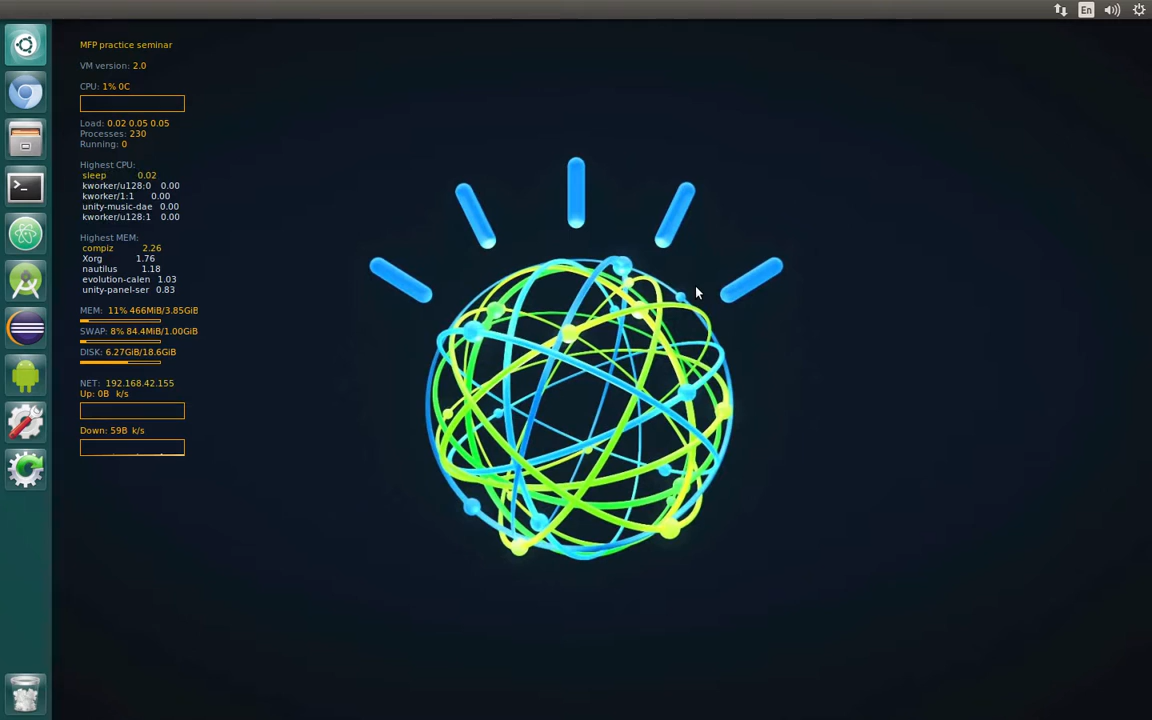 En
MFP practice seminar
VM version: 2.0
CPU: 1% 0C
Load: 0.02 0.05 0.05
Processes: 230
Running: 0
Highest CPU:
sleep 0.02
kworker/u128:0 0.00
kworker/1:1 0.00
unity-music-dae 0.00
kworker/u128:1 0.00
Highest MEM:
compiz 2.26
Xorg 1.76
nautilus 1.18
evolution-calen 1.03
unity-panel-ser 0.83
MEM: 11% 466MiB/3.85GiB
SWAP: 8% 84.4MiB/1.00GiB
DISK: 6.27GiB/18.6GiB
NET: 192.168.42.155
Up: 0B k/s
Down: 59B k/s